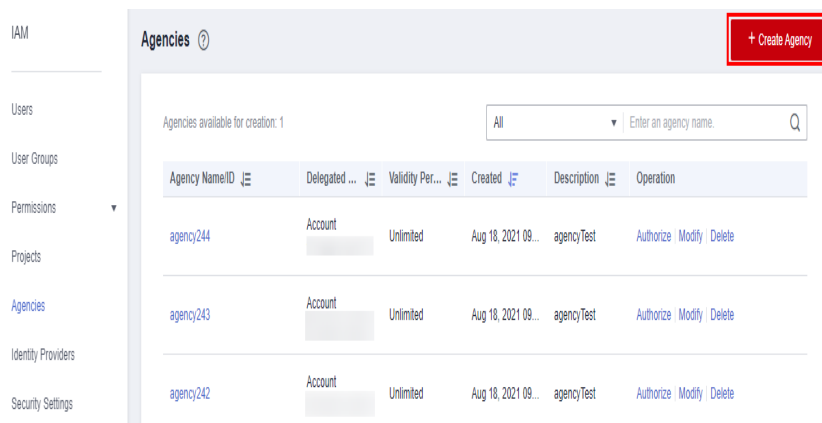 IAM
Users
User Groups
Permissions
Projects
Agencies
Identity Providers
Security Settings
Agencies
+ Create Agency
Agencies available for creation: 1
All
Enter an agency name.
Agency Name/ID Delegated ... Validity Per... Created Description Operation
agency244 Account Unlimited Aug 18, 2021 09... agencyTest Authorize | Modify | Delete
agency243 Account Unlimited Aug 18, 2021 09... agencyTest Authorize | Modify | Delete
agency242 Account Unlimited Aug 18, 2021 09... agencyTest Authorize | Modify | Delete